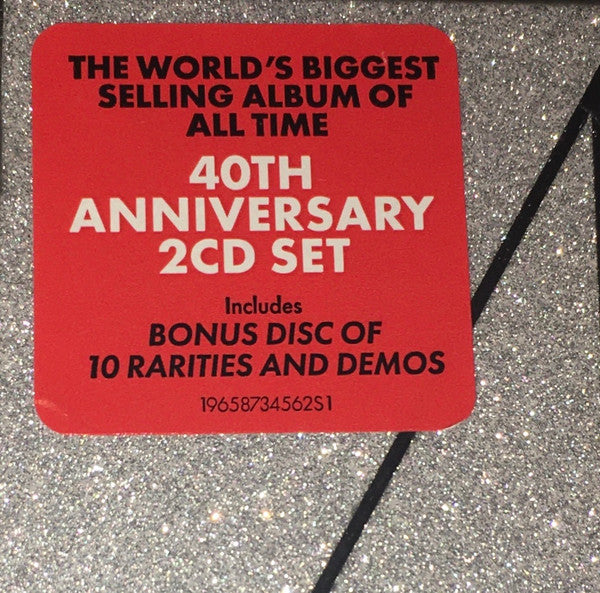 THE WORLD'S BIGGEST
SELLING ALBUM OF
ALL TIME
40TH
ANNIVERSARY
2CD SET
Includes
BONUS DISC OF
10 RARITIES AND DEMOS
19658734562S1